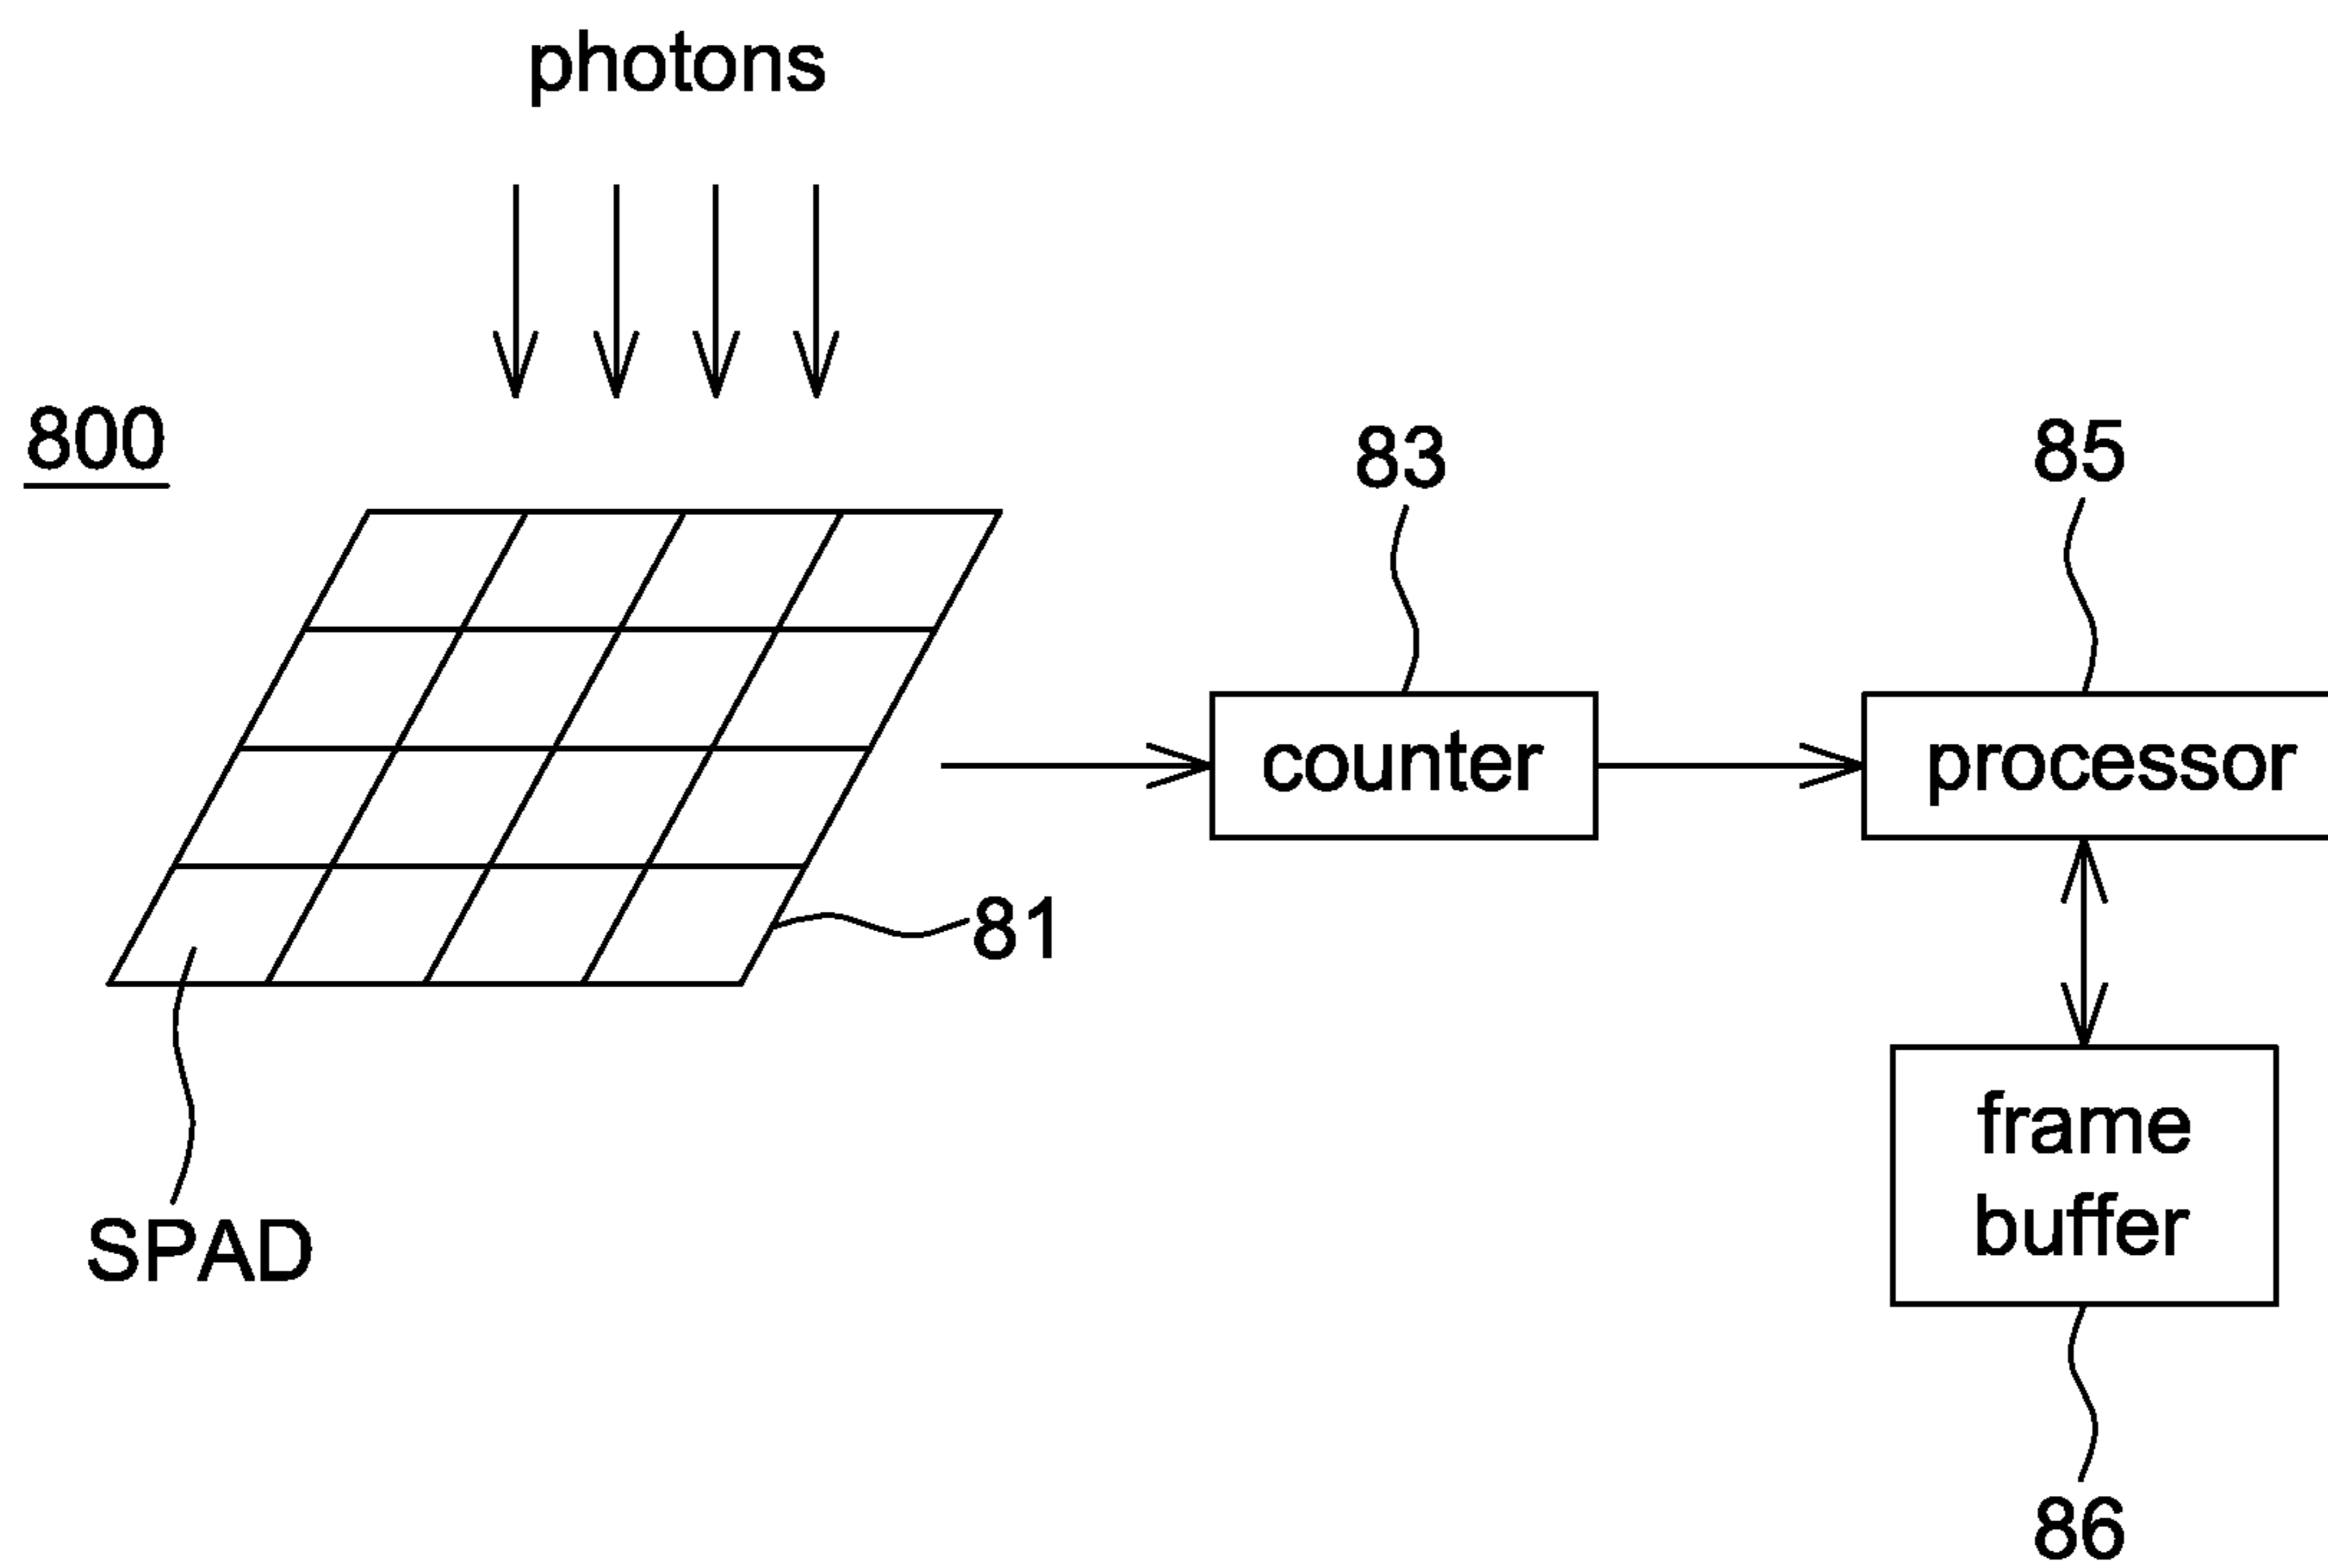 photons
800
83
85
counter
processor
81
SPAD
frame
buffer
86